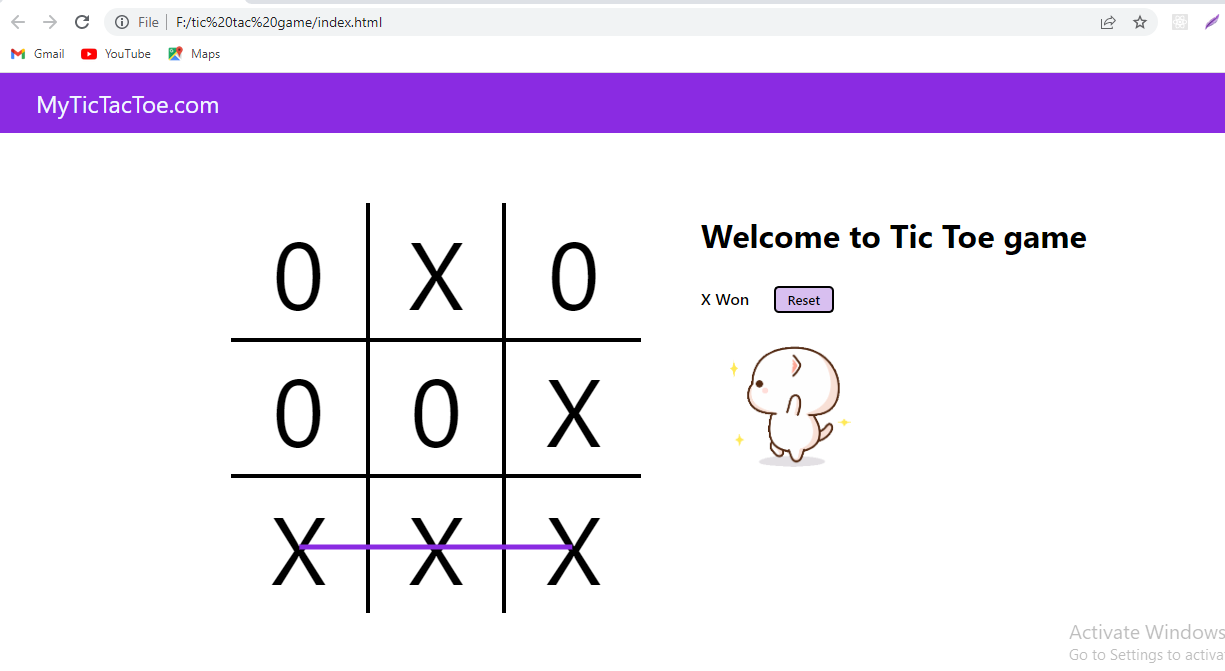 File F:/tic%20tac%20game/index.html
Gmail YouTube Maps
MyTicTacToe.com
0 X 0
0 0 X
X X X
Welcome to Tic Toe game
X Won Reset
Activate Windows
Go to Settings to activa